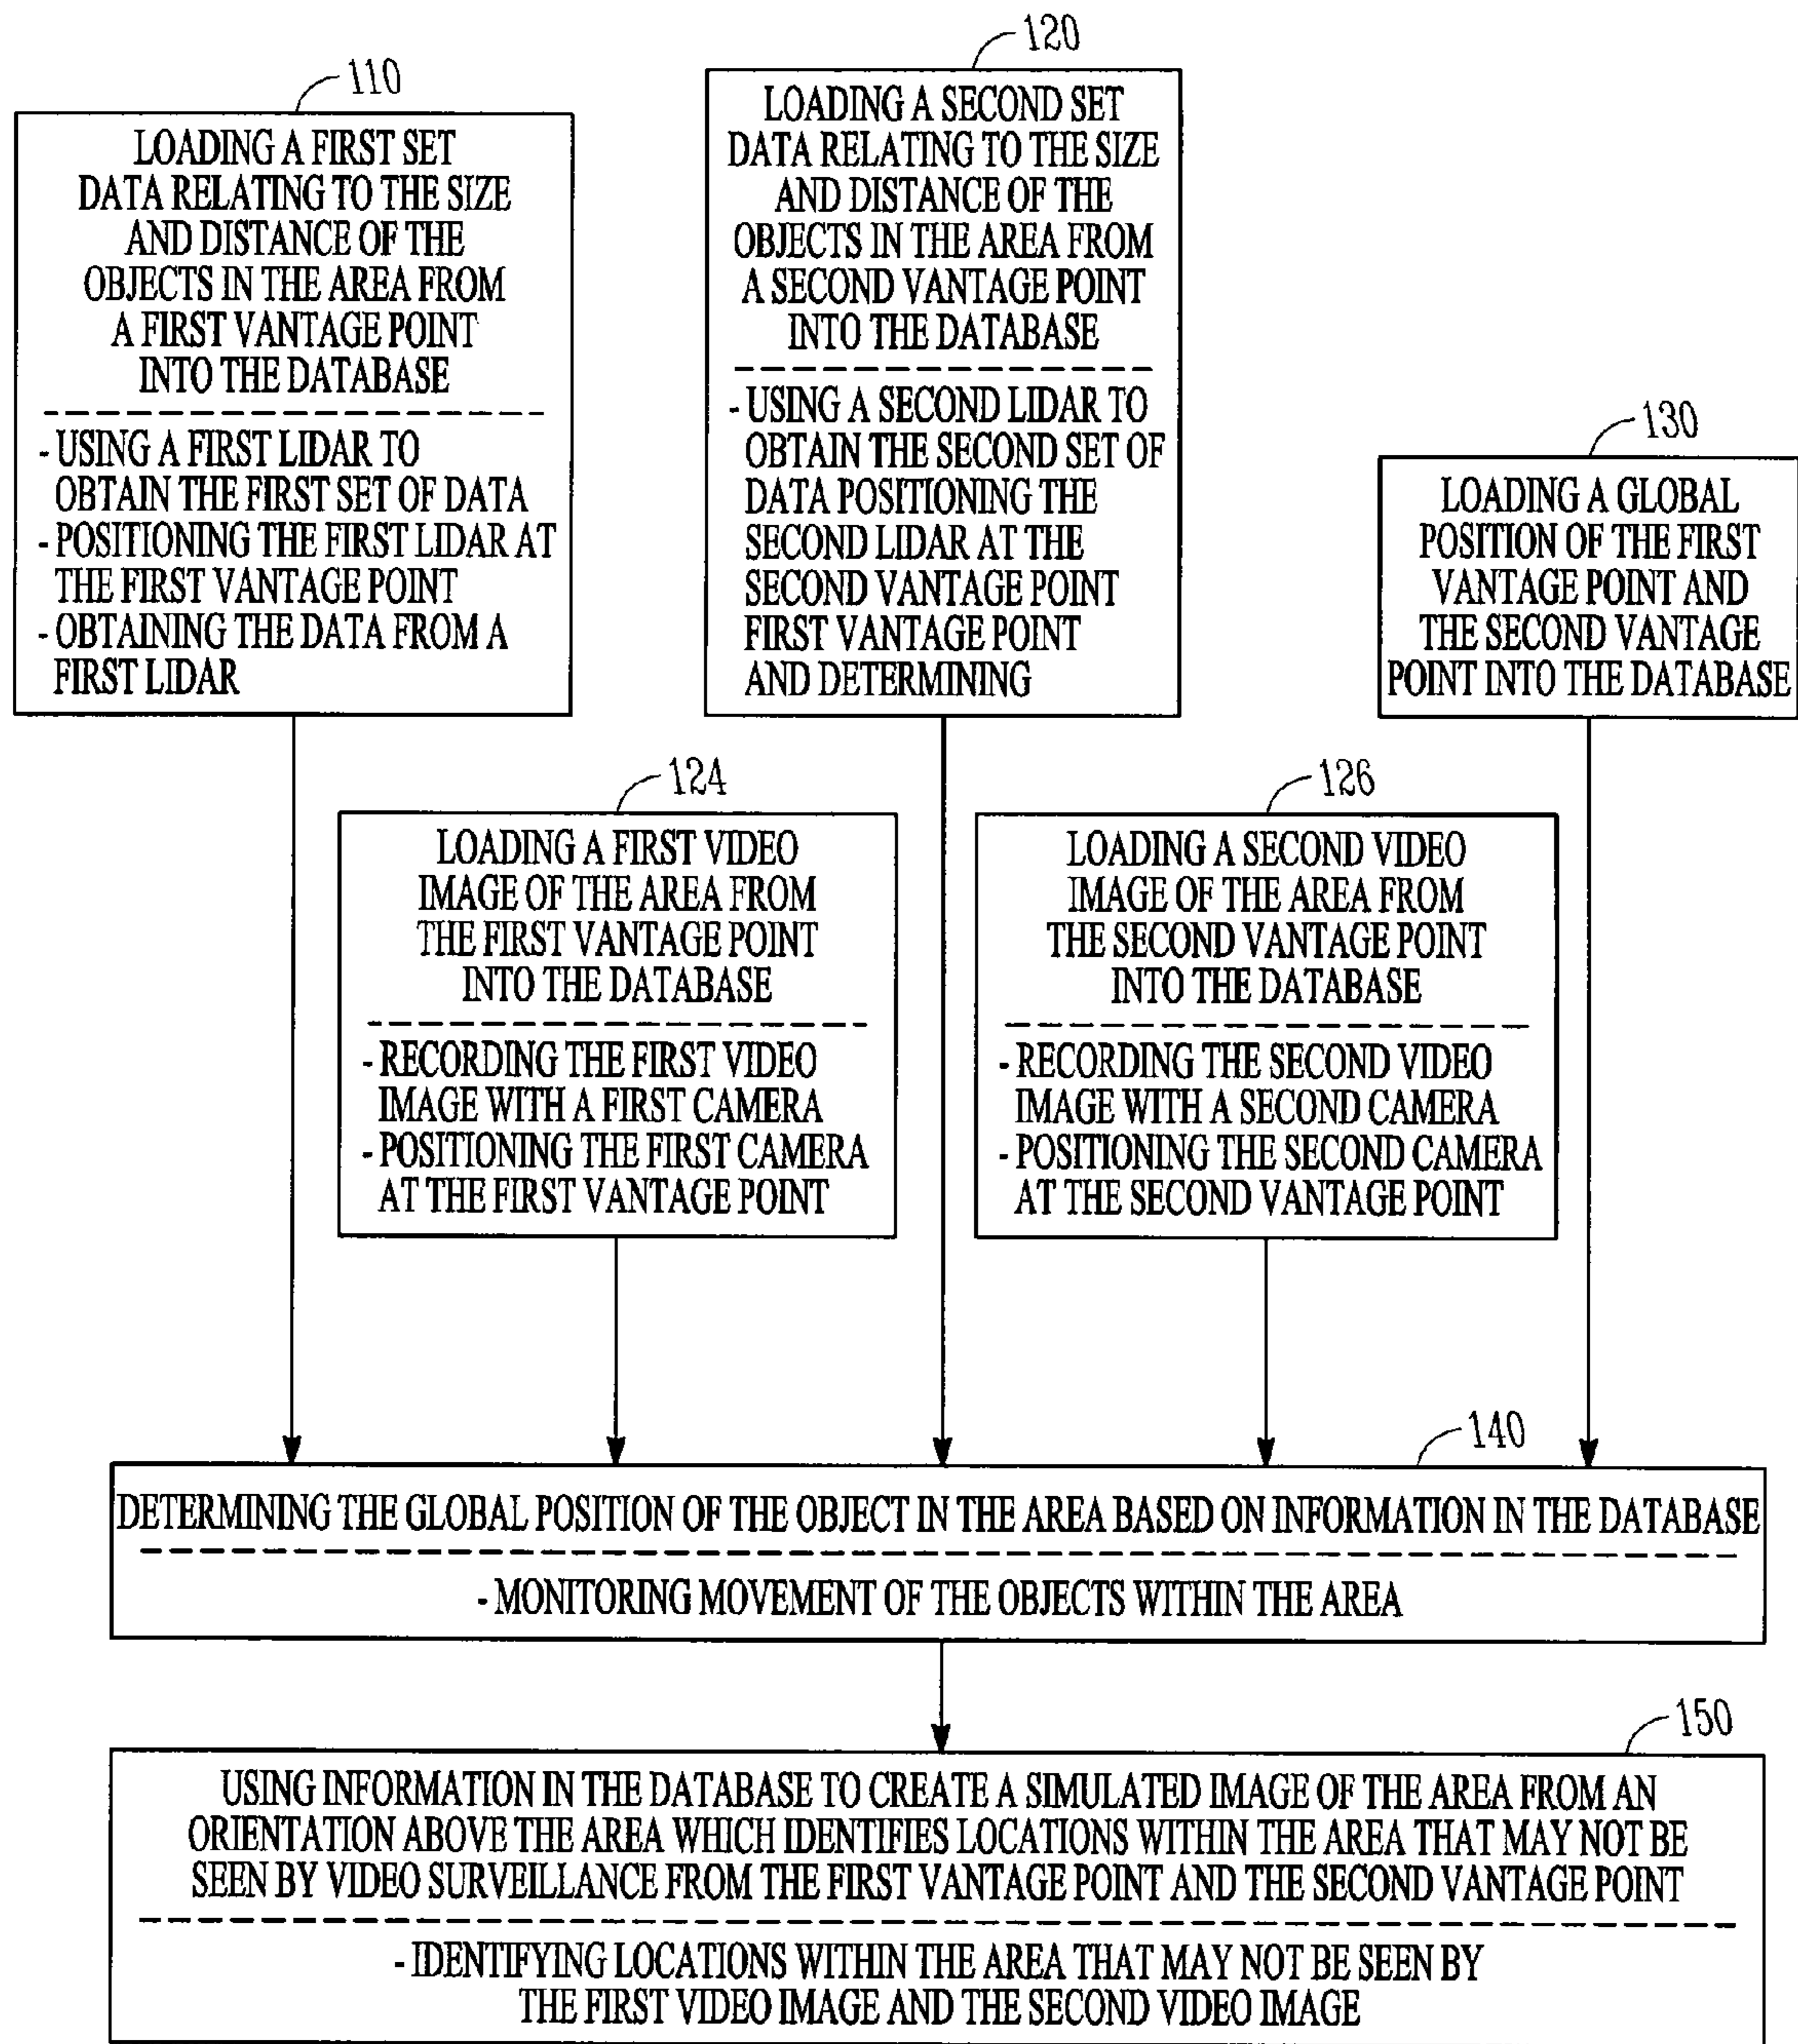 110
LOADING A FIRST SET
DATA RELATING TO THE SIZE
AND DISTANCE OF THE
OBJECTS IN THE AREA FROM
A FIRST VANTAGE POINT
INTO THE DATABASE
- USING A FIRST LIDAR TO
OBTAIN THE FIRST SET OF DATA
- POSITIONING THE FIRST LIDAR AT
THE FIRST VANTAGE POINT
- OBTAINING THE DATA FROM A
FIRST LIDAR
120
LOADING A SECOND SET
DATA RELATING TO THE SIZE
AND DISTANCE OF THE
OBJECTS IN THE AREA FROM
A SECOND VANTAGE POINT
INTO THE DATABASE
- USING A SECOND LIDAR TO
OBTAIN THE SECOND SET OF
DATA POSITIONING THE
SECOND LIDAR AT THE
SECOND VANTAGE POINT
FIRST VANTAGE POINT
AND DETERMINING
130
LOADING A GLOBAL
POSITION OF THE FIRST
VANTAGE POINT AND
THE SECOND VANTAGE
POINT INTO THE DATABASE
124
LOADING A FIRST VIDEO
IMAGE OF THE AREA FROM
THE FIRST VANTAGE POINT
INTO THE DATABASE
- RECORDING THE FIRST VIDEO
IMAGE WITH A FIRST CAMERA
- POSITIONING THE FIRST CAMERA
AT THE FIRST VANTAGE POINT
126
LOADING A SECOND VIDEO
IMAGE OF THE AREA FROM
THE SECOND VANTAGE POINT
INTO THE DATABASE
- RECORDING THE SECOND VIDEO
IMAGE WITH A SECOND CAMERA
- POSITIONING THE SECOND CAMERA
AT THE SECOND VANTAGE POINT
140
DETERMINING THE GLOBAL POSITION OF THE OBJECT IN THE AREA BASED ON INFORMATION IN THE DATABASE
- MONITORING MOVEMENT OF THE OBJECTS WITHIN THE AREA
150
USING INFORMATION IN THE DATABASE TO CREATE A SIMULATED IMAGE OF THE AREA FROM AN
ORIENTATION ABOVE THE AREA WHICH IDENTIFIES LOCATIONS WITHIN THE AREA THAT MAY NOT BE
SEEN BY VIDEO SURVEILLANCE FROM THE FIRST VANTAGE POINT AND THE SECOND VANTAGE POINT
- IDENTIFYING LOCATIONS WITHIN THE AREA THAT MAY NOT BE SEEN BY
THE FIRST VIDEO IMAGE AND THE SECOND VIDEO IMAGE